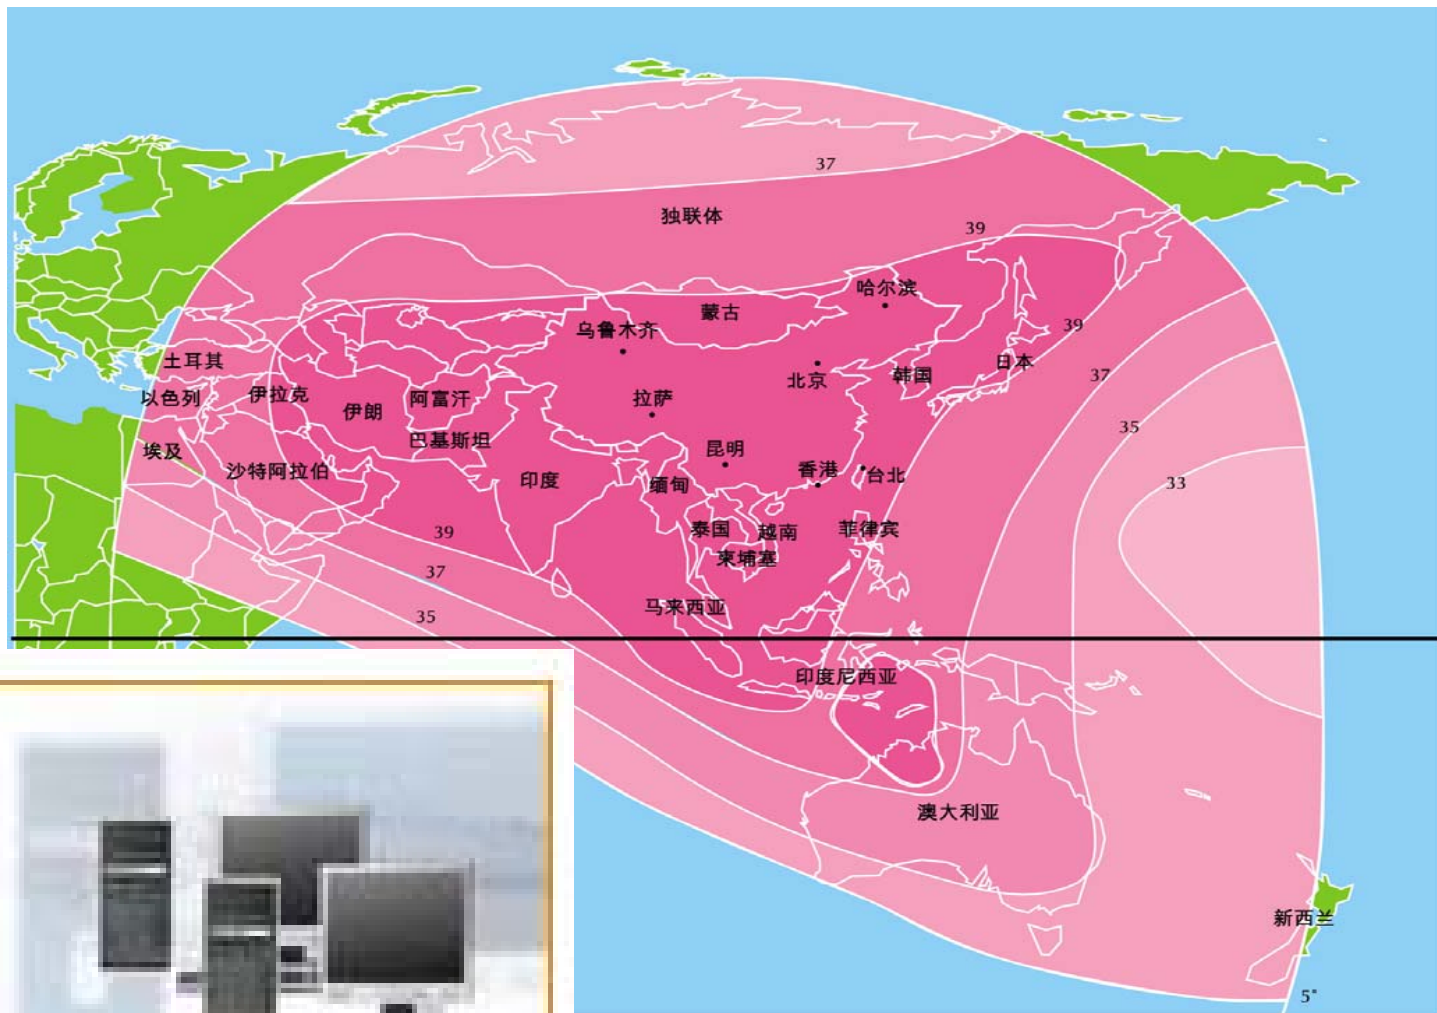 37
独联体
39
哈尔滨
蒙古
乌鲁木齐
39
土耳其
日本
北京
韩国
37
伊拉克
以色列
阿富汗
拉萨
伊朗
35
巴基斯坦
埃及
昆明
沙特阿拉伯
香港
台北
印度
缅甸
33
泰国
越南
菲律宾
39
柬埔塞
37
马来西亚
35
印度尼西亚
澳大利亚
新西兰
5°